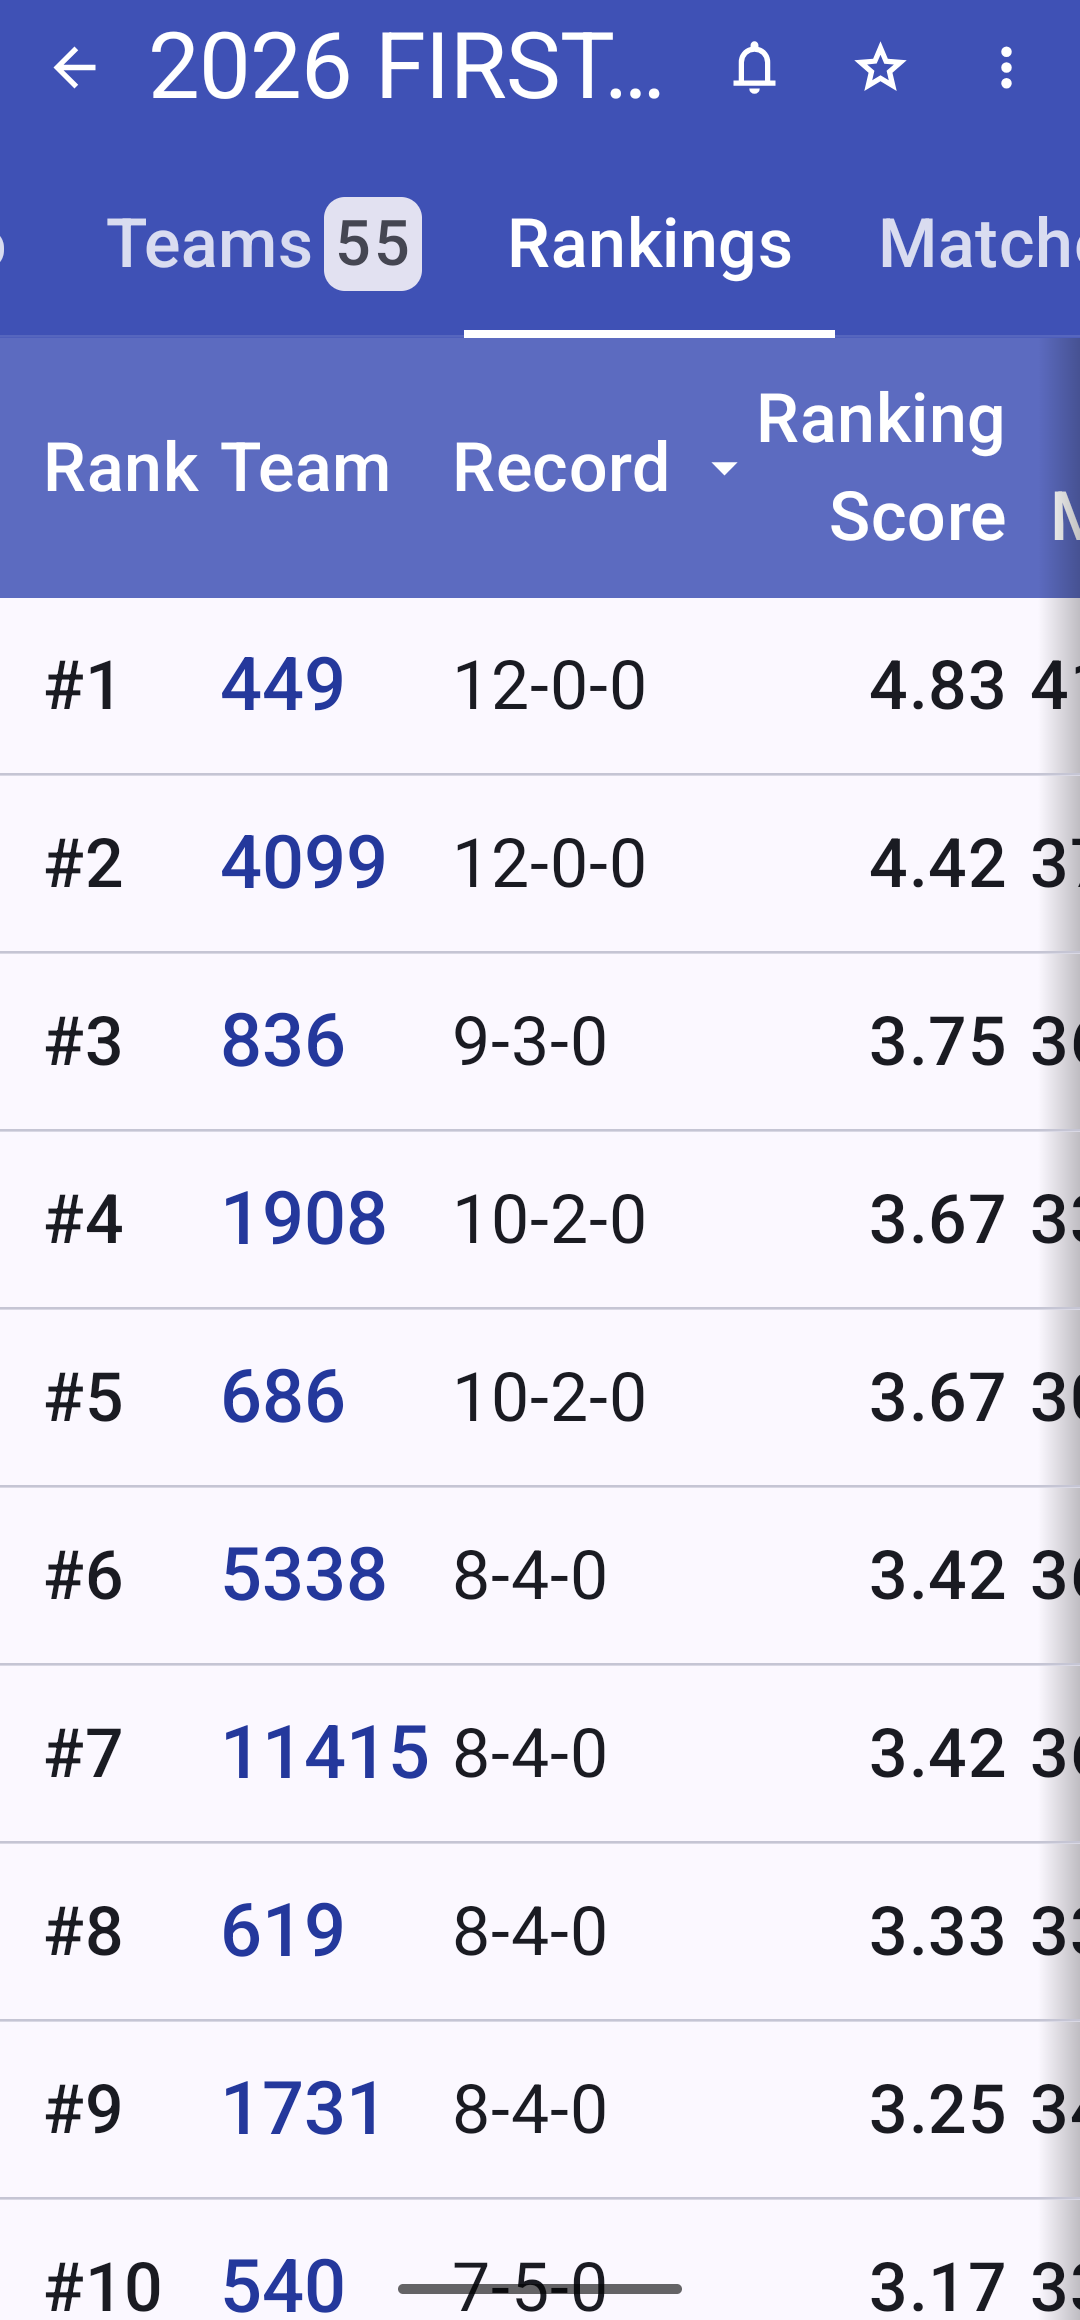 2026 FIRST...
Teams 55 Rankings
Rank Team Record Ranking Score
#1 449 12-0-0 4.83
#2 4099 12-0-0 4.42
#3 836 9-3-0 3.75
#4 1908 10-2-0 3.67
#5 686 10-2-0 3.67
#6 5338 8-4-0 3.42
#7 11415 8-4-0 3.42
#8 619 8-4-0 3.33
#9 1731 8-4-0 3.25
#10 540 7-5-0 3.17